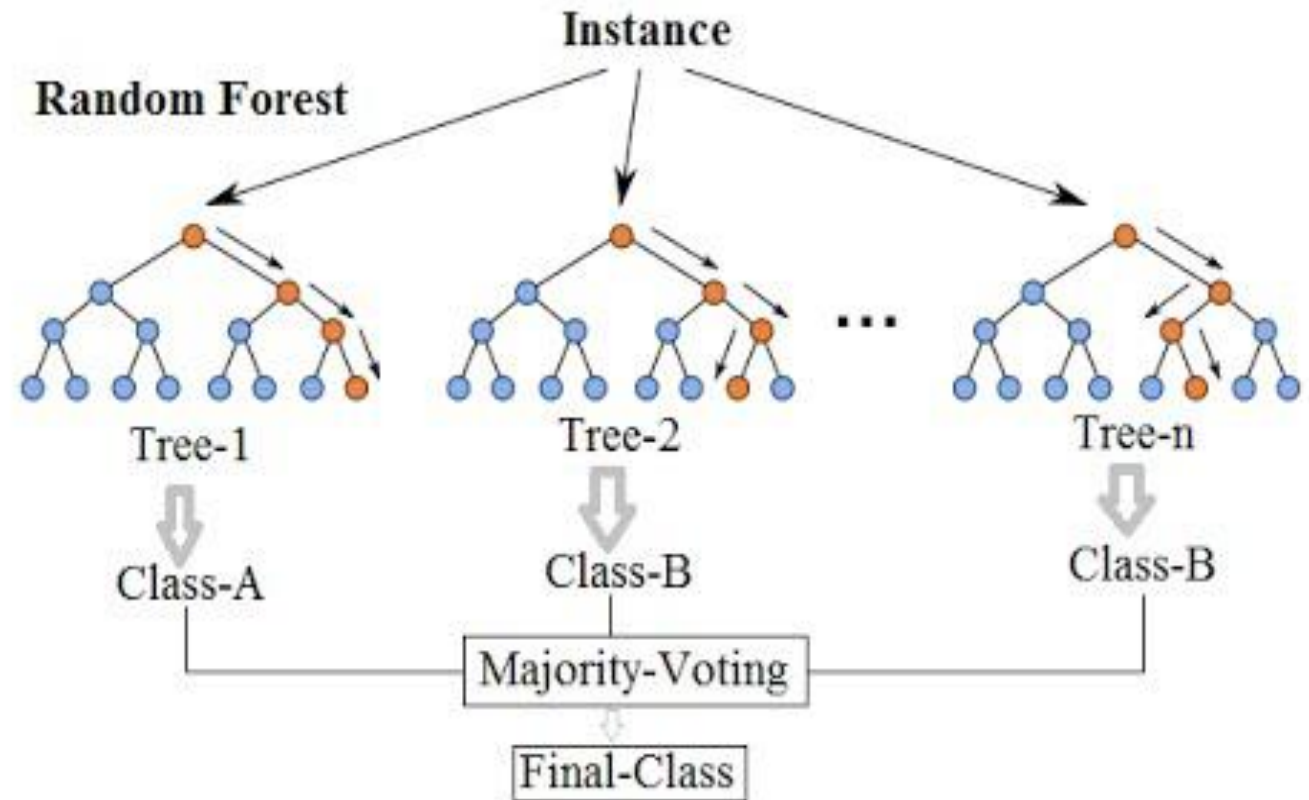 Instance
Random Forest
...
Tree-1
Tree-2
Tree-n
Class-A
Class-B
Class-B
Majority-Voting
Final-Class